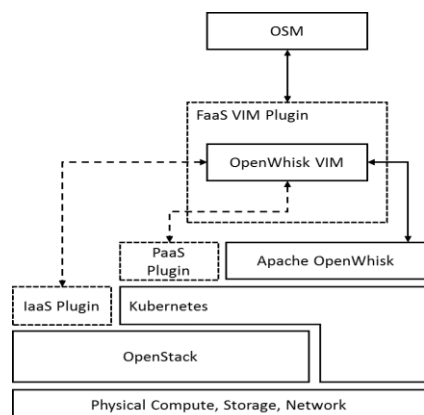 OSM
FaaS VIM Plugin
OpenWhisk VIM
PaaS
Plugin
Apache OpenWhisk
IaaS Plugin
Kubernetes
OpenStack
Physical Compute, Storage, Network